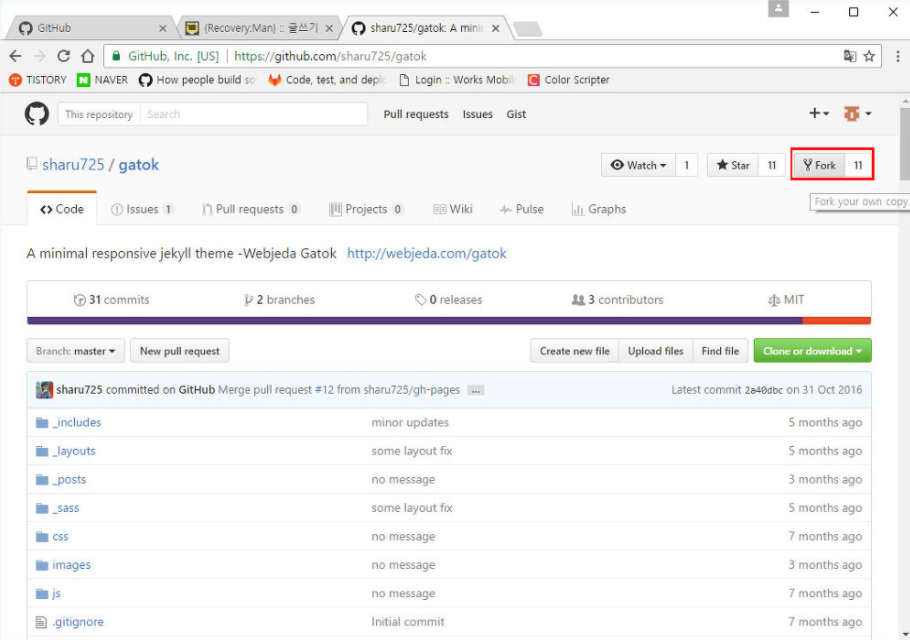 GitHub
{Recovery:Man} :: 글쓰기
sharu725/gatok: A mini
GitHub, Inc. [US] | https://github.com/sharu725/gatok
TISTORY NAVER How people build so Code, test, and deplo Login :: Works Mobil Color Scripter
This repository Search Pull requests Issues Gist
sharu725 / gatok
Watch 1 Star 11 Fork 11
Fork your own copy
Code Issues 1 Pull requests 0 Projects 0 Wiki Pulse Graphs
A minimal responsive jekyll theme -Webjeda Gatok http://webjeda.com/gatok
31 commits 2 branches 0 releases 3 contributors MIT
Branch: master New pull request Create new file Upload files Find file Clone or download
sharu725 committed on GitHub Merge pull request #12 from sharu725/gh-pages ... Latest commit 2a40dbc on 31 Oct 2016
_includes minor updates 5 months ago
_layouts some layout fix 5 months ago
_posts no message 3 months ago
_sass some layout fix 5 months ago
css no message 7 months ago
images no message 3 months ago
js no message 7 months ago
.gitignore Initial commit 7 months ago